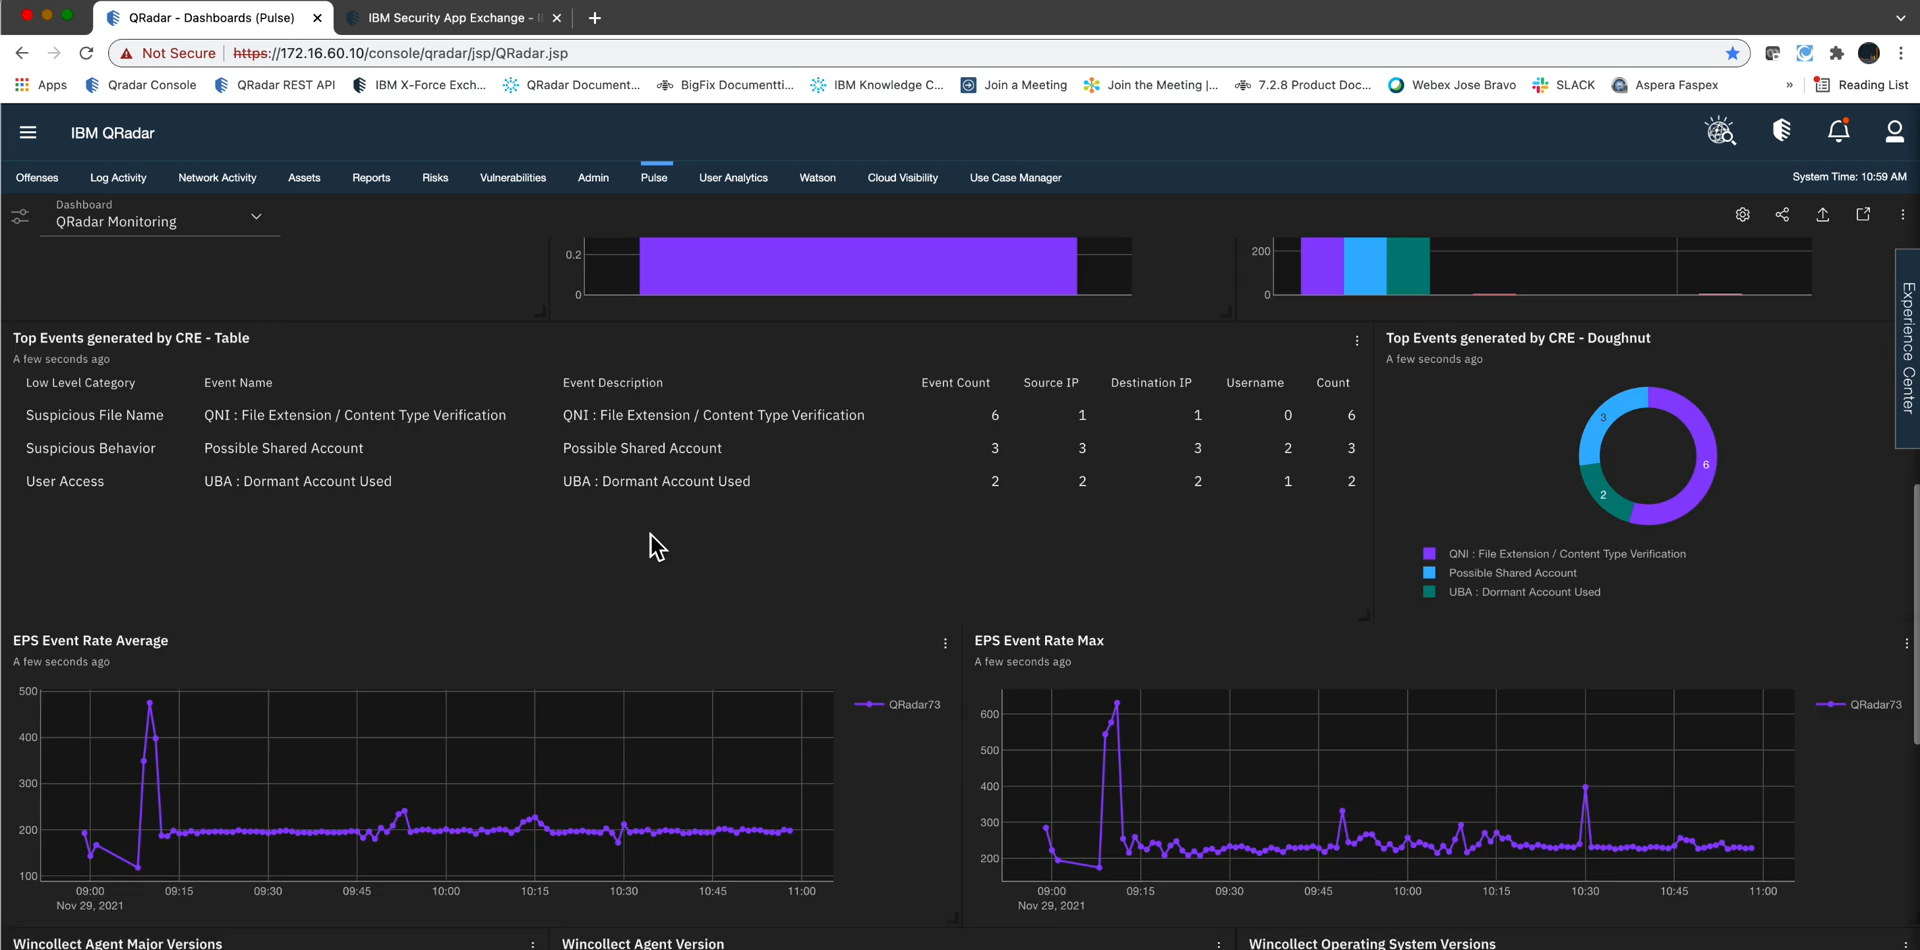 QRadar - Dashboards (Pulse)
IBM Security App Exchange -
Not Secure
https://172.16.60.10/console/qradar/jsp/QRadar.jsp
Apps
Qradar Console
QRadar REST API
IBM X-Force Exch...
QRadar Document...
BigFix Documentti...
IBM Knowledge C...
Join a Meeting
Join the Meeting |...
7.2.8 Product Doc...
Webex Jose Bravo
SLACK
Aspera Faspex
»
Reading List
IBM QRadar
Offenses
Log Activity
Network Activity
Assets
Reports
Risks
Vulnerabilities
Admin
Pulse
User Analytics
Watson
Cloud Visibility
Use Case Manager
System Time: 10:59 AM
Dashboard
QRadar Monitoring
0.2
0
200
0
Experience Center
Top Events generated by CRE - Table
A few seconds ago
Low Level Category Event Name Event Description Event Count Source IP Destination IP Username Count
Suspicious File Name QNI : File Extension / Content Type Verification QNI : File Extension / Content Type Verification 6 1 1 0 6
Suspicious Behavior Possible Shared Account Possible Shared Account 3 3 3 2 3
User Access UBA : Dormant Account Used UBA : Dormant Account Used 2 2 2 1 2
Top Events generated by CRE - Doughnut
A few seconds ago
3
6
2
QNI : File Extension / Content Type Verification
Possible Shared Account
UBA : Dormant Account Used
EPS Event Rate Average
A few seconds ago
500
400
300
200
100
09:00 09:15 09:30 09:45 10:00 10:15 10:30 10:45 11:00
Nov 29, 2021
QRadar73
EPS Event Rate Max
A few seconds ago
600
500
400
300
200
09:00 09:15 09:30 09:45 10:00 10:15 10:30 10:45 11:00
Nov 29, 2021
QRadar73
Wincollect Agent Major Versions
Wincollect Agent Version
Wincollect Operating System Versions